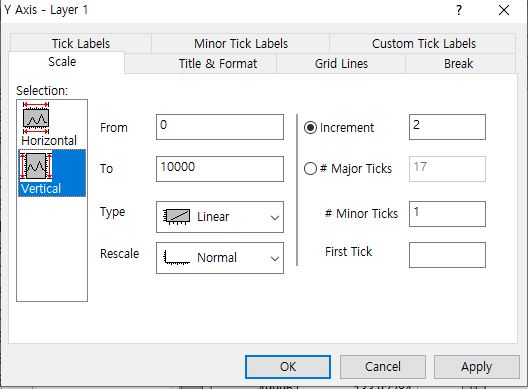 Y Axis - Layer 1
?
Tick Labels
Minor Tick Labels
Custom Tick Labels
Scale
Title & Format
Grid Lines
Break
Selection:
Horizontal
Vertical
From
0
To
10000
Type
Linear
Rescale
Normal
Increment
2
# Major Ticks
17
# Minor Ticks
1
First Tick
OK
Cancel
Apply